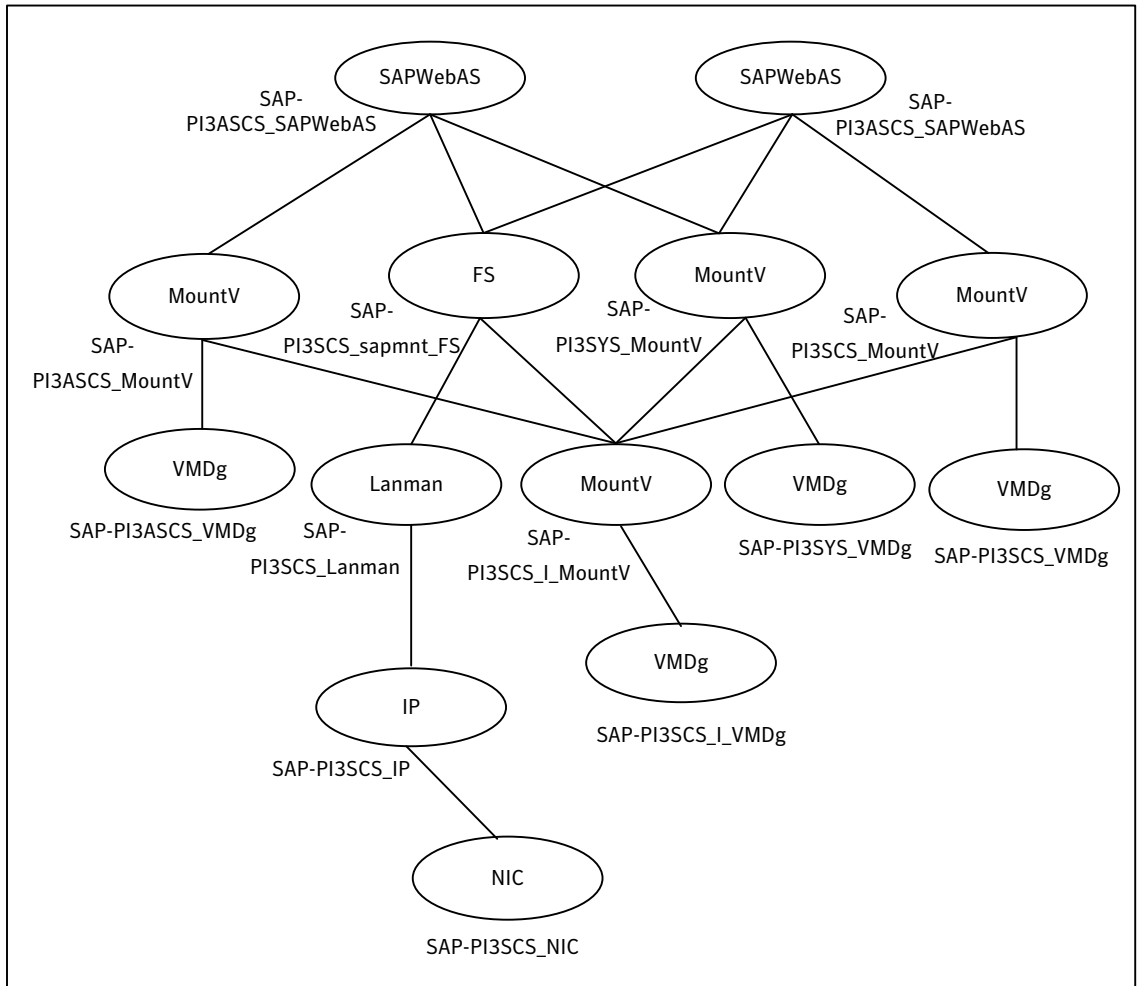 SAPWebAS
SAPWebAS
SAP-
PI3ASCS_SAPWebAS
SAP-
PI3ASCS_SAPWebAS
MountV
FS
MountV
MountV
SAP-
PI3ASCS_MountV
SAP-
PI3SCS_sapmnt_FS
SAP-
PI3SYS_MountV
SAP-
PI3SCS_MountV
VMDg
Lanman
MountV
VMDg
VMDg
SAP-PI3ASCS_VMDg
SAP-
PI3SCS_Lanman
SAP-
PI3SCS_I_MountV
SAP-PI3SYS_VMDg
SAP-PI3SCS_VMDg
VMDg
IP
SAP-PI3SCS_I_VMDg
SAP-PI3SCS_IP
NIC
SAP-PI3SCS_NIC